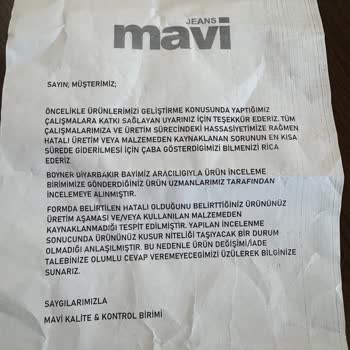 JEANS
mavi
SAYIN; MÜŞTERİMİZ;
ÖNCELİKLE ÜRÜNLERİMİZİ GELİŞTİRME KONUSUNDA YAPTIĞIMIZ
ÇALIŞMALARA KATKI SAĞLAYAN UYARINIZ İÇİN TEŞEKKÜR EDERİZ. TÜM
ÇALIŞMALARIMIZA VE ÜRETİM SÜRECİNDEKİ HASSASİYETİMİZE RAĞMEN
HATALI ÜRETİM VEYA MALZEMEDEN KAYNAKLANAN SORUNUN EN KISA
SÜREDE GİDERİLMESİ İÇİN ÇABA GÖSTERDİĞİMİZİ BİLMENİZİ RİCA
EDERİZ
BOYNER DİYARBAKIR BAYİMİZ ARACILIGIYLA ÜRÜN İNCELEME
BİRİMİMİZE GÖNDERDİĞİNİZ ÜRÜN UZMANLARIMIZ TARAFINDAN
İNCELEMEYE ALINMIŞTIR.
FORMDA BELİRTİLEN HATALI OLDUĞUNU BELİRTTİĞİNİZ ÜRÜNÜNÜZ
ÜRETİM AŞAMASI VE/VEYA KULLANILAN MALZEMEDEN
KAYNAKLANMADIĞI TESPİT EDİLMİŞTİR. YAPILAN İNCELENME
SONUCUNDA ÜRÜNÜNÜZ KUSUR NİTELİĞİ TAŞIYACAK BİR DURUM
OLMADIĞI ANLAŞILMIŞTIR. BU NEDENLE ÜRÜN DEĞİŞİMİ/İADE
TALEBİNİZE OLUMLU CEVAP VEREMEYECEĞİMİZİ ÜZÜLEREK BİLGİNİZE
SUNARIZ.
SAYGILARIMIZLA
MAVİ KALİTE & KONTROL BİRİMİ